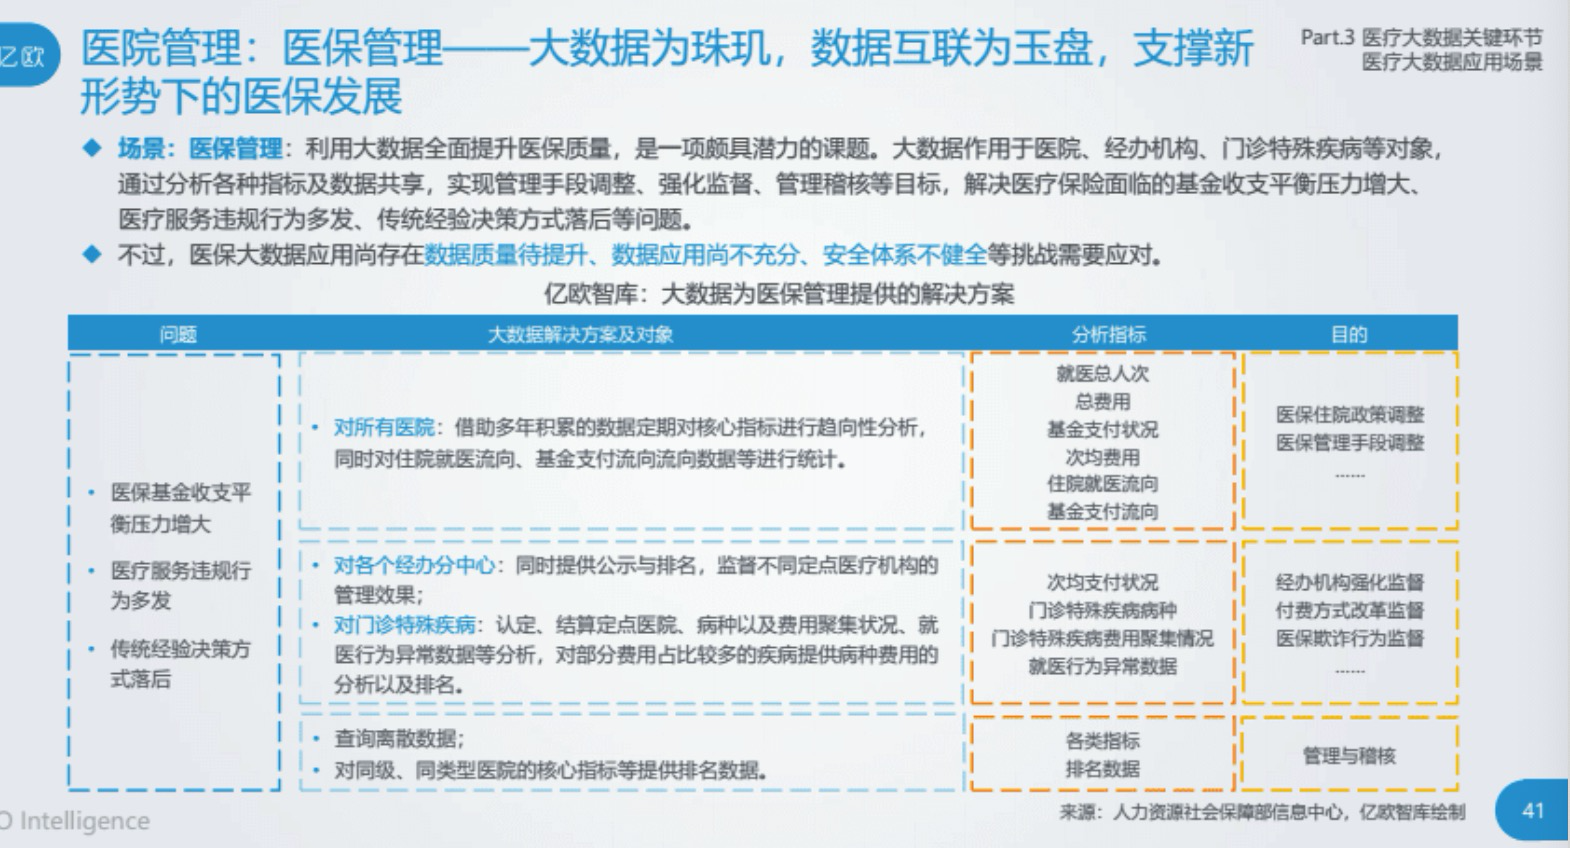 亿欧
医院管理：医保管理——大数据为珠玑，数据互联为玉盘，支撑新
形势下的医保发展
Part.3 医疗大数据关键环节
医疗大数据应用场景
◆ 场景：医保管理：利用大数据全面提升医保质量，是一项颇具潜力的课题。大数据作用于医院、经办机构、门诊特殊疾病等对象，
通过分析各种指标及数据共享，实现管理手段调整、强化监督、管理稽核等目标，解决医疗保险面临的基金收支平衡压力增大、
医疗服务违规行为多发、传统经验决策方式落后等问题。
◆ 不过，医保大数据应用尚存在数据质量待提升、数据应用尚不充分、安全体系不健全等挑战需要应对。
亿欧智库：大数据为医保管理提供的解决方案
问题
大数据解决方案及对象
分析指标
目的
• 医保基金收支平
衡压力增大
• 医疗服务违规行
为多发
• 传统经验决策方
式落后
• 对所有医院：借助多年积累的数据定期对核心指标进行趋向性分析，
同时对住院就医流向、基金支付流向流向数据等进行统计。
就医总人次
总费用
基金支付状况
次均费用
住院就医流向
基金支付流向
医保住院政策调整
医保管理手段调整
......
• 对各个经办分中心：同时提供公示与排名，监督不同定点医疗机构的
管理效果；
• 对门诊特殊疾病：认定、结算定点医院、病种以及费用聚集状况、就
医行为异常数据等分析，对部分费用占比较多的疾病提供病种费用的
分析以及排名。
次均支付状况
门诊特殊疾病病种
门诊特殊疾病费用聚集情况
就医行为异常数据
经办机构强化监督
付费方式改革监督
医保欺诈行为监督
......
• 查询离散数据；
• 对同级、同类型医院的核心指标等提供排名数据。
各类指标
排名数据
管理与稽核
来源：人力资源社会保障部信息中心，亿欧智库绘制
O Intelligence
41